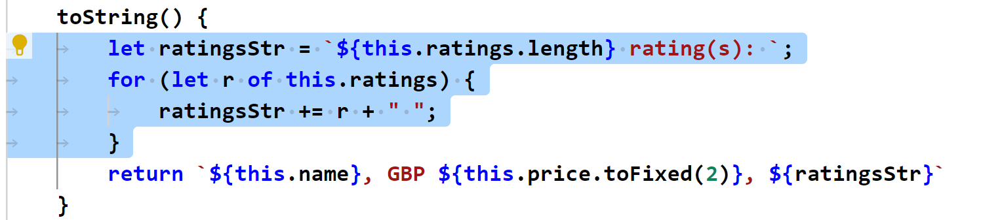 toString() {
let ratingsStr = `${this.ratings.length} rating(s): `;
for (let r of this.ratings) {
ratingsStr += r + " ";
}
return `${this.name}, GBP ${this.price.toFixed(2)}, ${ratingsStr}`
}